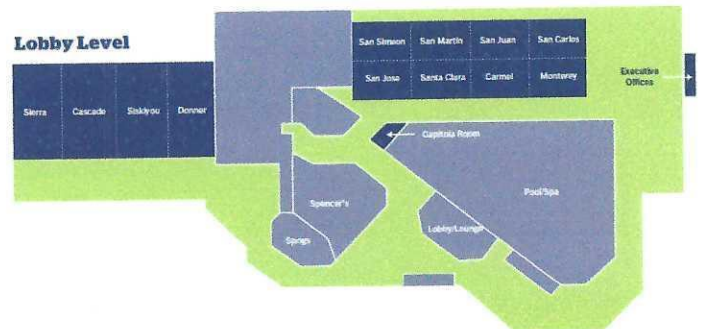 Lobby Level
San Simeon San Martin San Juan San Carlos
San Jose Santa Clara Carmel Monterey
Executive Offices
Sierra Cascade Siskiyou Donner
Capitola Room
Pool/Spa
Spencer's
Lobby/Lounge
Sprigs